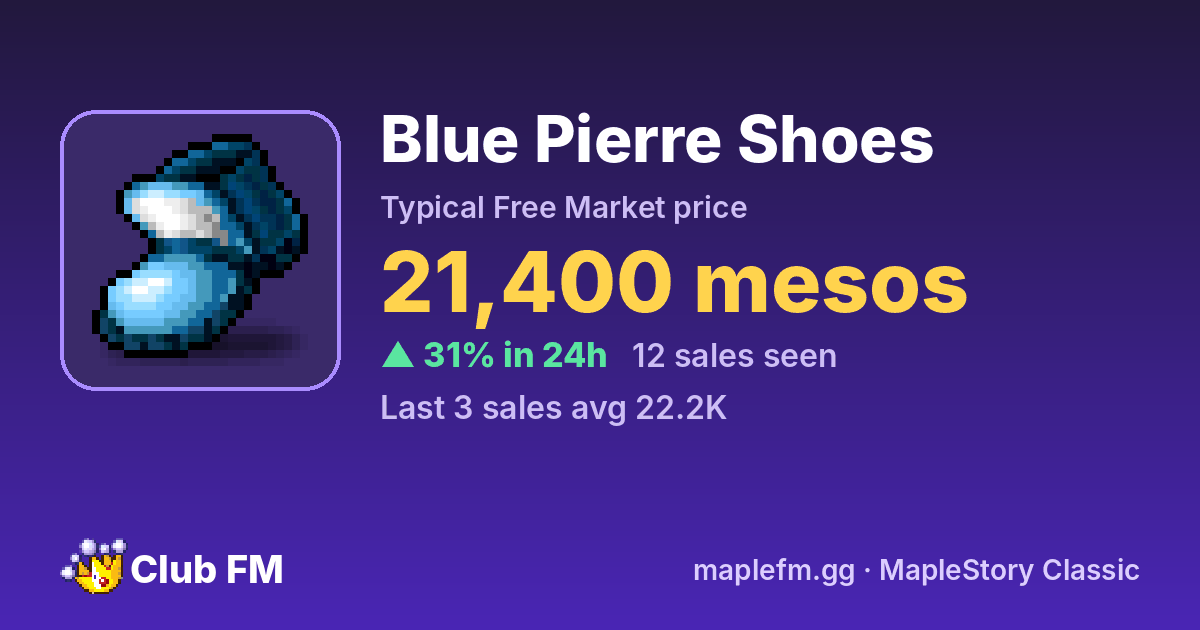 Blue Pierre Shoes
Typical Free Market price
21,400 mesos
▲ 31% in 24h 12 sales seen
Last 3 sales avg 22.2K
Club FM
maplefm.gg · MapleStory Classic